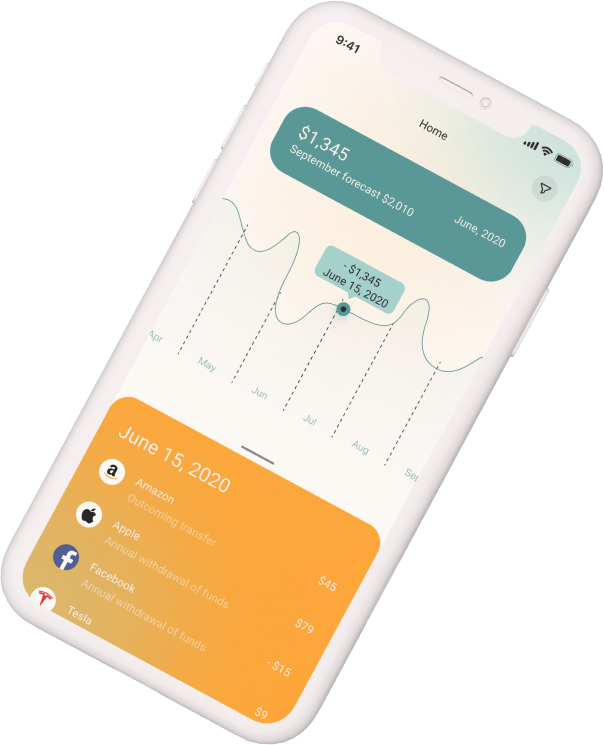 9:41
Home
$1,345
September forecast $2,010
June, 2020
- $1,345
June 15, 2020
Apr
May
Jun
Jul
Aug
Sep
June 15, 2020
Amazon
Outcoming transfer
$45
Apple
Annual withdrawal of funds
$79
Facebook
Annual withdrawal of funds
- $15
Tesla
$9